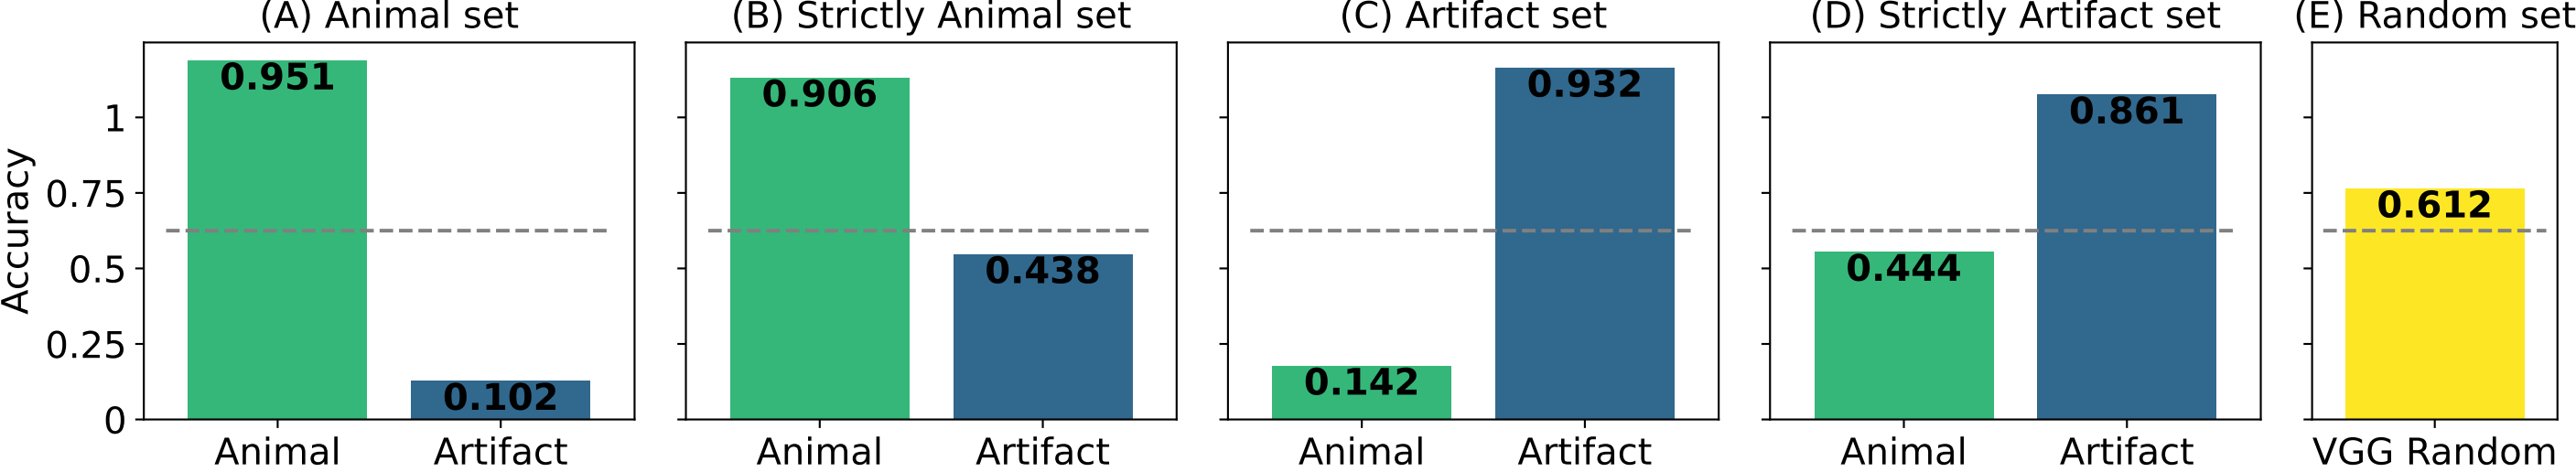 (A) Animal set
(B) Strictly Animal set
(C) Artifact set
(D) Strictly Artifact set
(E) Random set
Accuracy
1
0.75
0.5
0.25
0
0.951
0.102
Animal
Artifact
0.906
0.438
Animal
Artifact
0.142
0.932
Animal
Artifact
0.444
0.861
Animal
Artifact
0.612
VGG Random